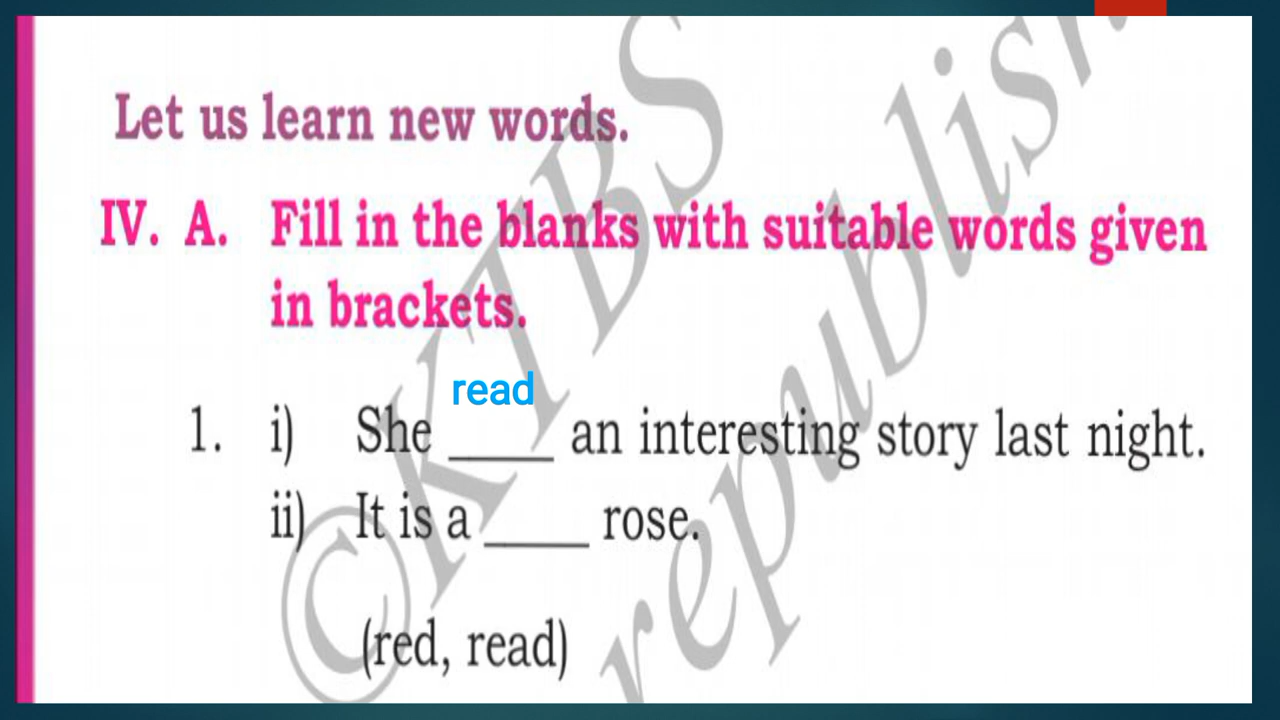 Let us learn new words.
IV. A. Fill in the blanks with suitable words given
in brackets.
read
1. i) She ____ an interesting story last night.
ii) It is a ____ rose.
(red, read)
©KTBS
republish